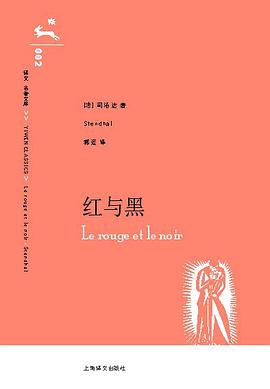 002
译文 名著文库 >> YIWEN CLASSICS > Le rouge et le noir Stendhal
[法] 司汤达 著
Stendhal
郝运 译
红与黑
Le rouge et le noir
上海译文出版社